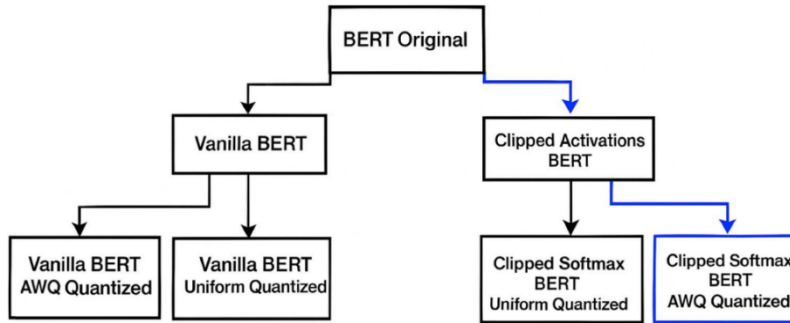 BERT Original
Vanilla BERT
Clipped Activations
BERT
Vanilla BERT
AWQ Quantized
Vanilla BERT
Uniform Quantized
Clipped Softmax
BERT
Uniform Quantized
Clipped Softmax
BERT
AWQ Quantized